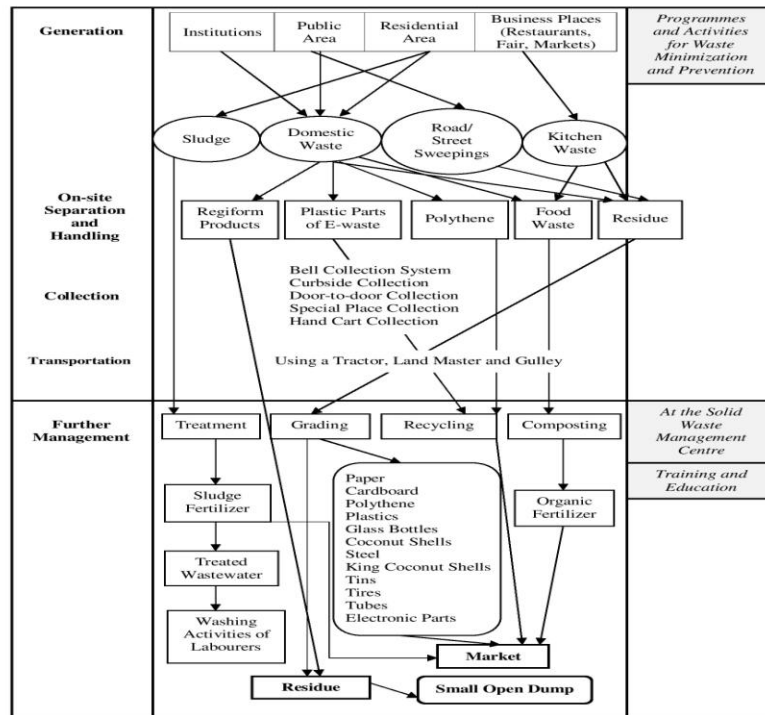 Generation
Institutions
Public
Area
Residential
Area
Business Places
(Restaurants,
Fair, Markets)
Programmes
and Activities
for Waste
Minimization
and Prevention
Sludge
Domestic
Waste
Road/
Street
Sweepings
Kitchen
Waste
On-site
Separation
and
Handling
Regiform
Products
Plastic Parts
of E-waste
Polythene
Food
Waste
Residue
Collection
Bell Collection System
Curbside Collection
Door-to-door Collection
Special Place Collection
Hand Cart Collection
Transportation
Using a Tractor, Land Master and Gulley
Further
Management
Treatment
Grading
Recycling
Composting
At the Solid
Waste
Management
Centre
Training and
Education
Sludge
Fertilizer
Paper
Cardboard
Polythene
Plastics
Glass Bottles
Coconut Shells
Steel
King Coconut Shells
Tins
Tires
Tubes
Electronic Parts
Organic
Fertilizer
Treated
Wastewater
Washing
Activities of
Labourers
Market
Residue
Small Open Dump